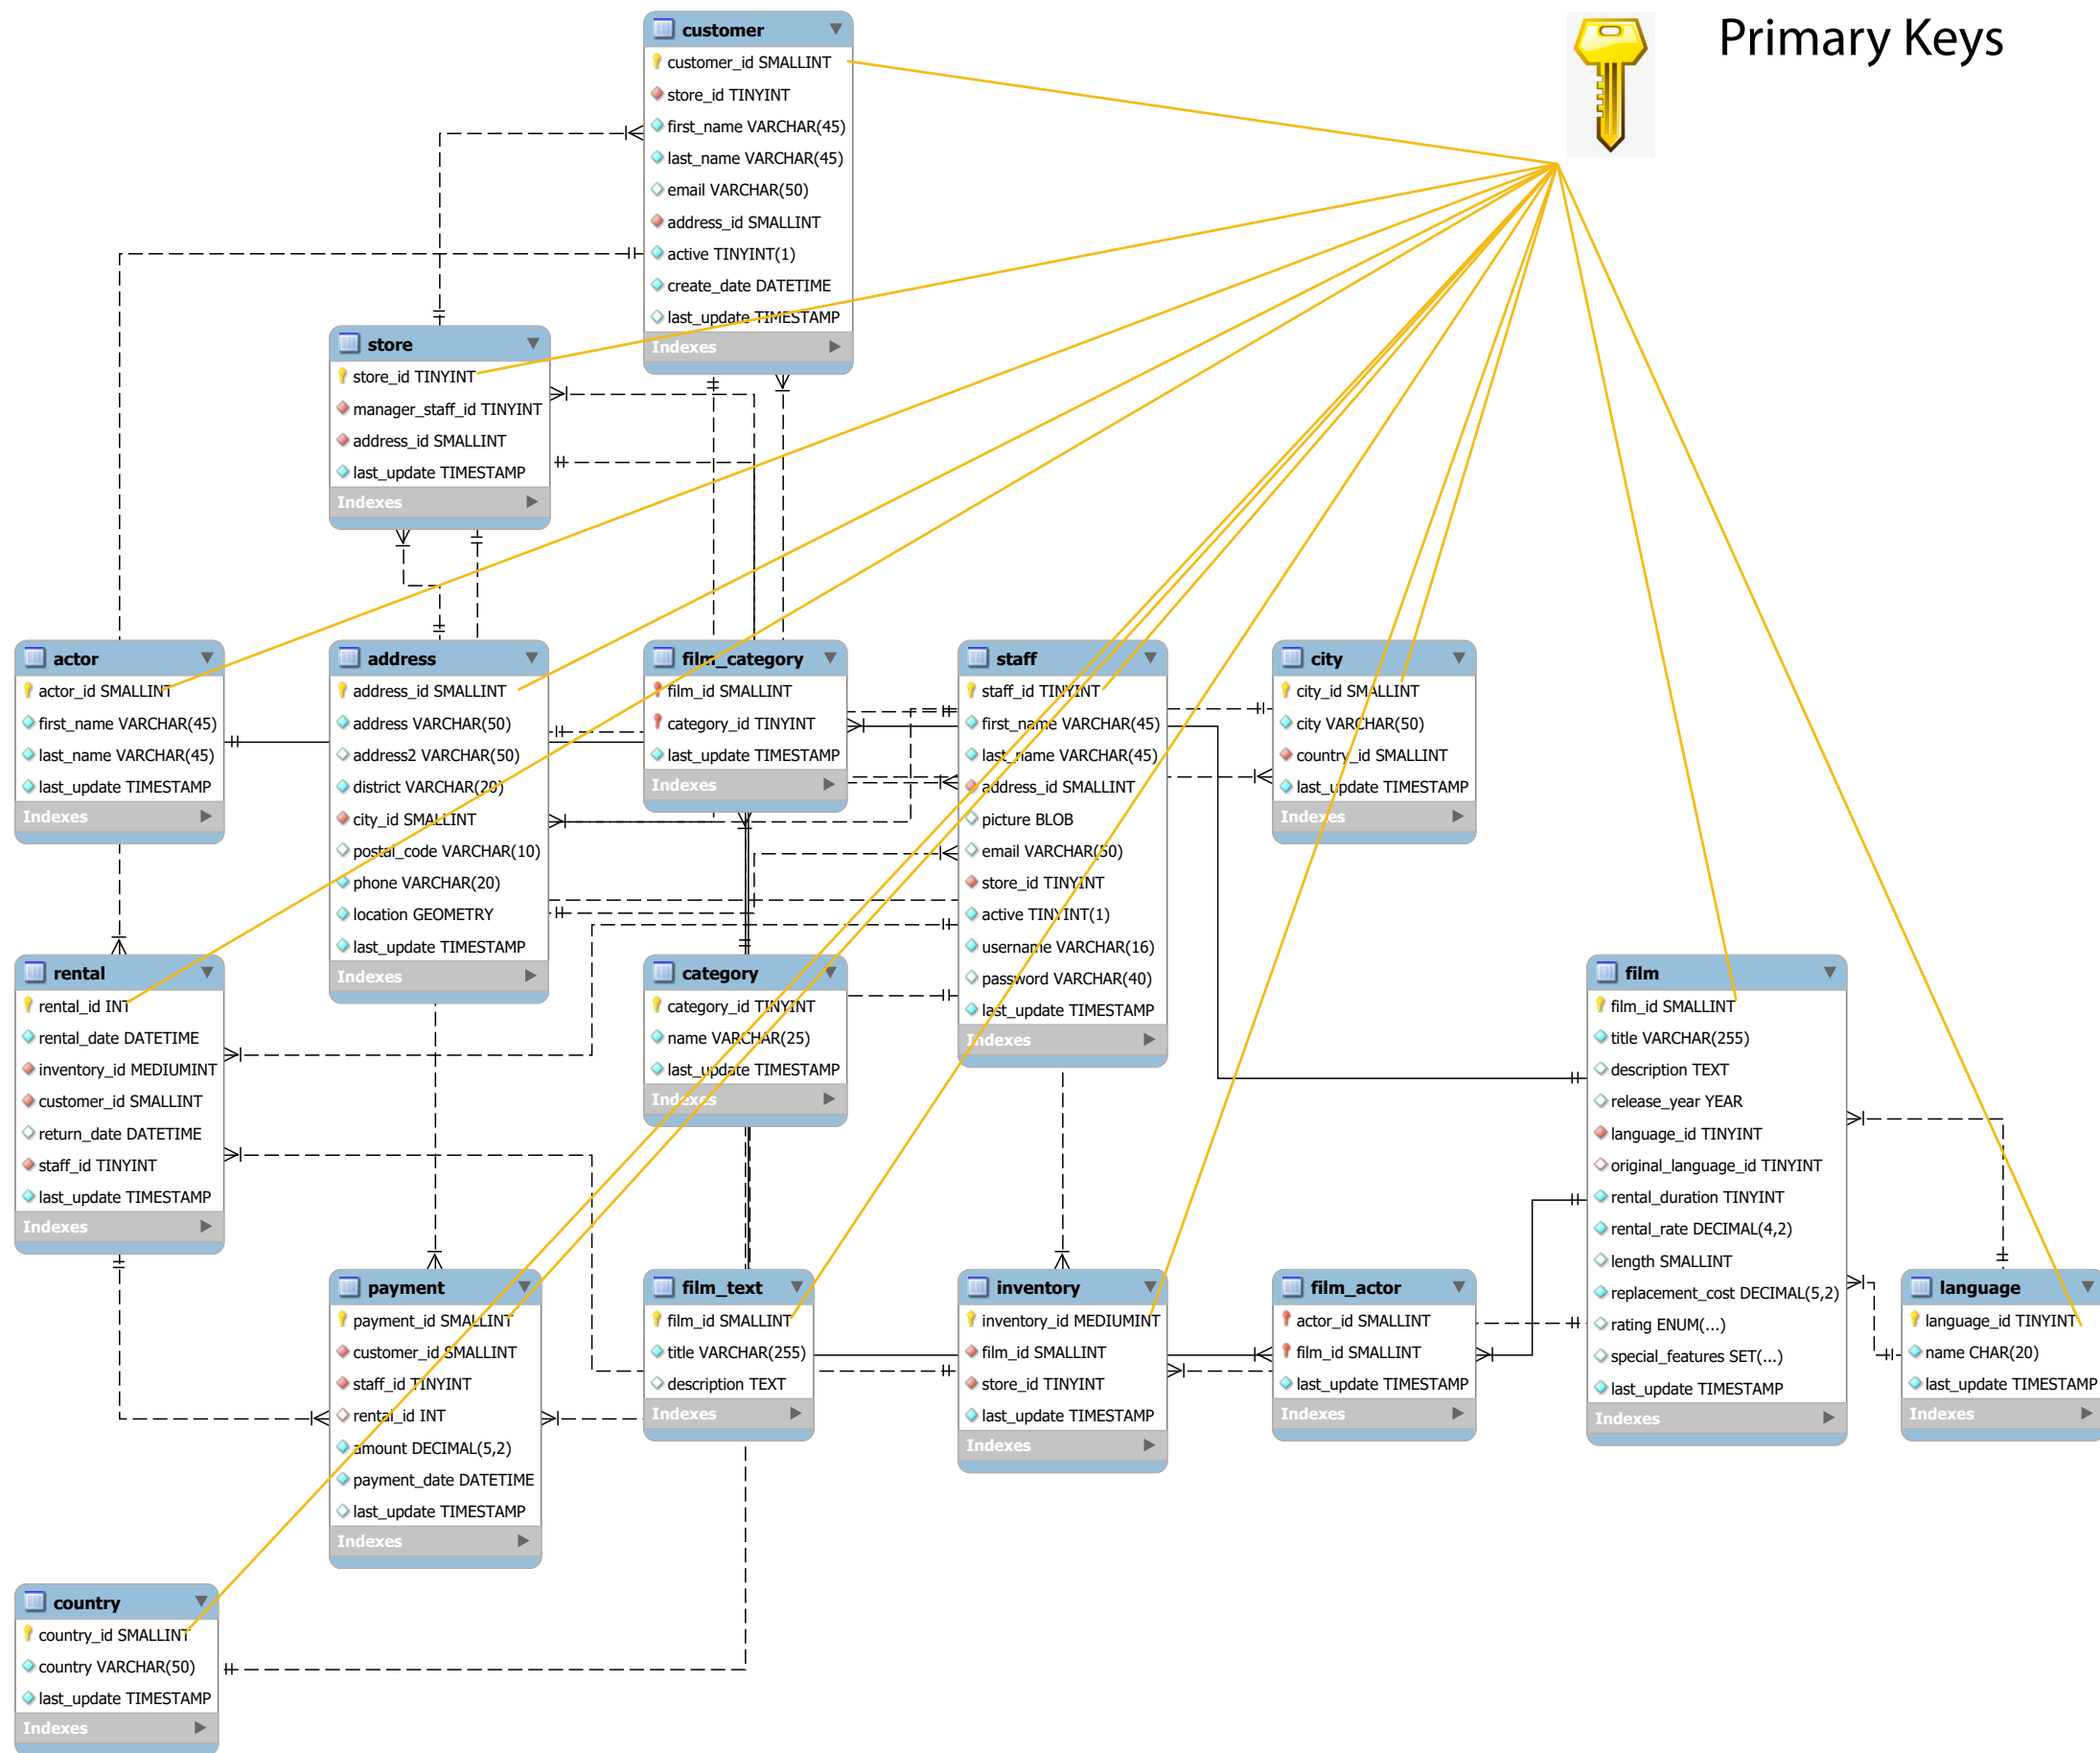 Primary Keys
customer
customer_id SMALLINT
store_id TINYINT
first_name VARCHAR(45)
last_name VARCHAR(45)
email VARCHAR(50)
address_id SMALLINT
active TINYINT(1)
create_date DATETIME
last_update TIMESTAMP
Indexes
store
store_id TINYINT
manager_staff_id TINYINT
address_id SMALLINT
last_update TIMESTAMP
Indexes
actor
actor_id SMALLINT
first_name VARCHAR(45)
last_name VARCHAR(45)
last_update TIMESTAMP
Indexes
address
address_id SMALLINT
address VARCHAR(50)
address2 VARCHAR(50)
district VARCHAR(20)
city_id SMALLINT
postal_code VARCHAR(10)
phone VARCHAR(20)
location GEOMETRY
last_update TIMESTAMP
Indexes
film_category
film_id SMALLINT
category_id TINYINT
last_update TIMESTAMP
Indexes
staff
staff_id TINYINT
first_name VARCHAR(45)
last_name VARCHAR(45)
address_id SMALLINT
picture BLOB
email VARCHAR(50)
store_id TINYINT
active TINYINT(1)
username VARCHAR(16)
password VARCHAR(40)
last_update TIMESTAMP
Indexes
city
city_id SMALLINT
city VARCHAR(50)
country_id SMALLINT
last_update TIMESTAMP
Indexes
rental
rental_id INT
rental_date DATETIME
inventory_id MEDIUMINT
customer_id SMALLINT
return_date DATETIME
staff_id TINYINT
last_update TIMESTAMP
Indexes
category
category_id TINYINT
name VARCHAR(25)
last_update TIMESTAMP
Indexes
film
film_id SMALLINT
title VARCHAR(255)
description TEXT
release_year YEAR
language_id TINYINT
original_language_id TINYINT
rental_duration TINYINT
rental_rate DECIMAL(4,2)
length SMALLINT
replacement_cost DECIMAL(5,2)
rating ENUM(...)
special_features SET(...)
last_update TIMESTAMP
Indexes
payment
payment_id SMALLINT
customer_id SMALLINT
staff_id TINYINT
rental_id INT
amount DECIMAL(5,2)
payment_date DATETIME
last_update TIMESTAMP
Indexes
film_text
film_id SMALLINT
title VARCHAR(255)
description TEXT
Indexes
inventory
inventory_id MEDIUMINT
film_id SMALLINT
store_id TINYINT
last_update TIMESTAMP
Indexes
film_actor
actor_id SMALLINT
film_id SMALLINT
last_update TIMESTAMP
Indexes
language
language_id TINYINT
name CHAR(20)
last_update TIMESTAMP
Indexes
country
country_id SMALLINT
country VARCHAR(50)
last_update TIMESTAMP
Indexes